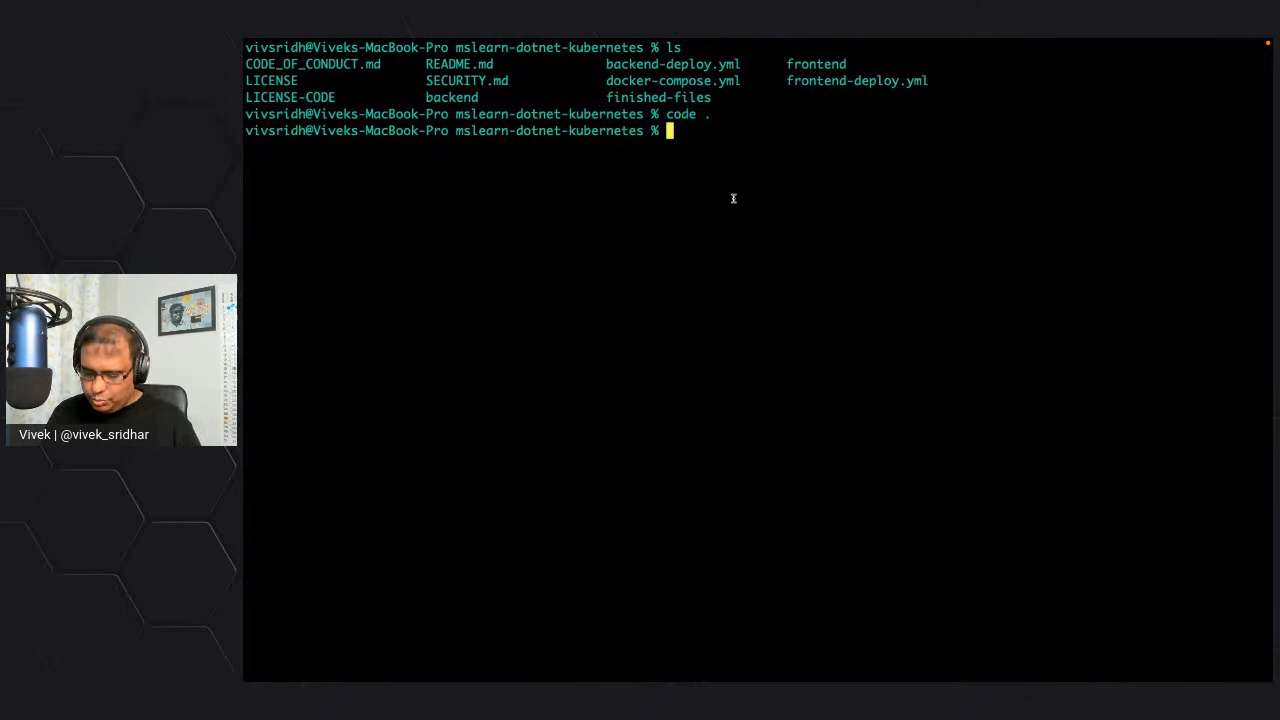 vivsridh@Viveks-MacBook-Pro mslearn-dotnet-kubernetes % ls
CODE_OF_CONDUCT.md README.md backend-deploy.yml frontend
LICENSE SECURITY.md docker-compose.yml frontend-deploy.yml
LICENSE-CODE backend finished-files
vivsridh@Viveks-MacBook-Pro mslearn-dotnet-kubernetes % code .
vivsridh@Viveks-MacBook-Pro mslearn-dotnet-kubernetes %
Vivek | @vivek_sridhar